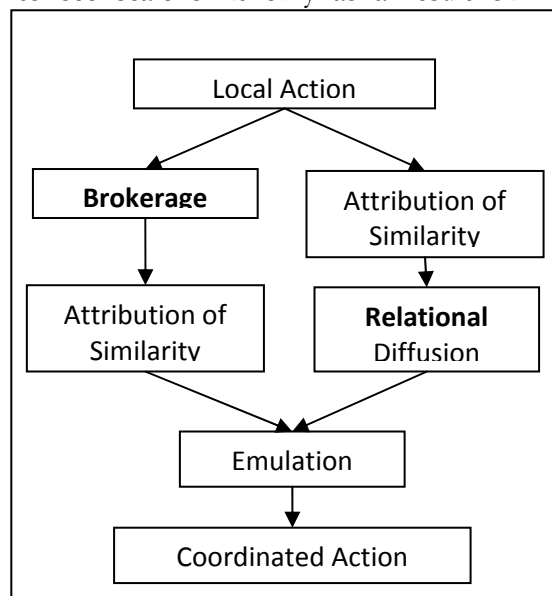 Local Action
Brokerage
Attribution of
Similarity
Attribution of
Similarity
Relational
Diffusion
Emulation
Coordinated Action